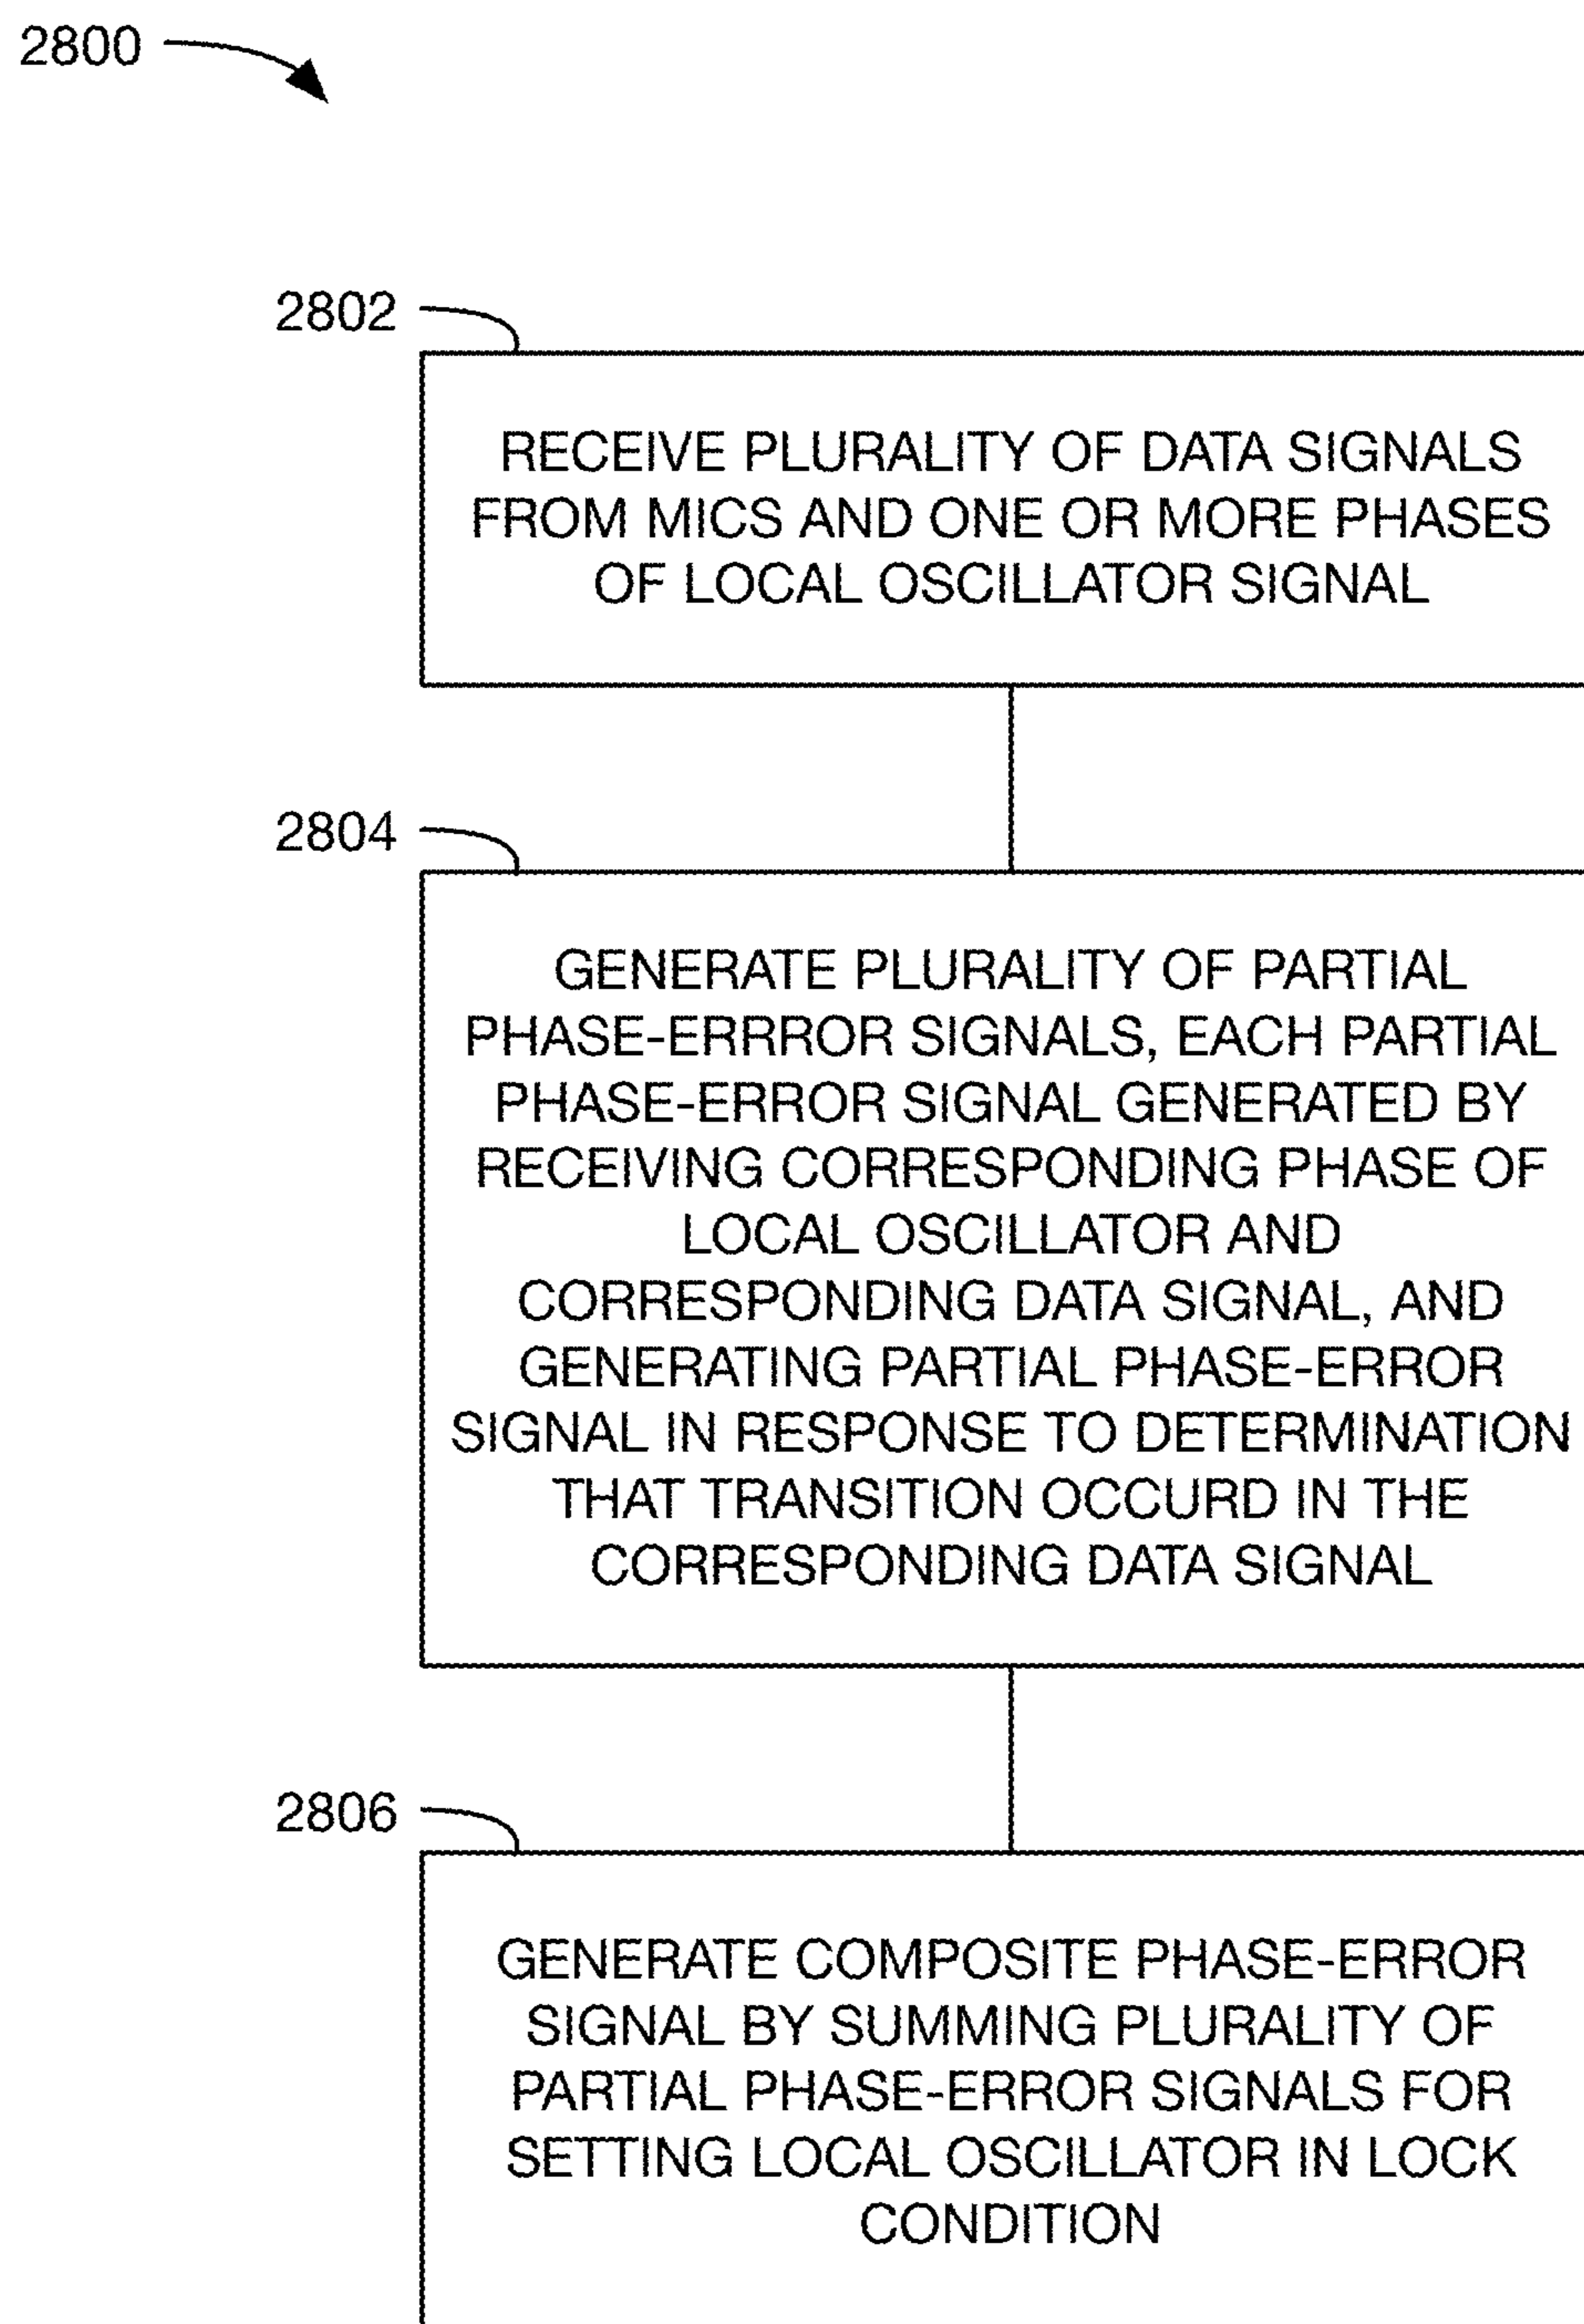 2800
2802
RECEIVE PLURALITY OF DATA SIGNALS
FROM MICS AND ONE OR MORE PHASES
OF LOCAL OSCILLATOR SIGNAL
2804
GENERATE PLURALITY OF PARTIAL
PHASE-ERRROR SIGNALS, EACH PARTIAL
PHASE-ERROR SIGNAL GENERATED BY
RECEIVING CORRESPONDING PHASE OF
LOCAL OSCILLATOR AND
CORRESPONDING DATA SIGNAL, AND
GENERATING PARTIAL PHASE-ERROR
SIGNAL IN RESPONSE TO DETERMINATION
THAT TRANSITION OCCURD IN THE
CORRESPONDING DATA SIGNAL
2806
GENERATE COMPOSITE PHASE-ERROR
SIGNAL BY SUMMING PLURALITY OF
PARTIAL PHASE-ERROR SIGNALS FOR
SETTING LOCAL OSCILLATOR IN LOCK
CONDITION